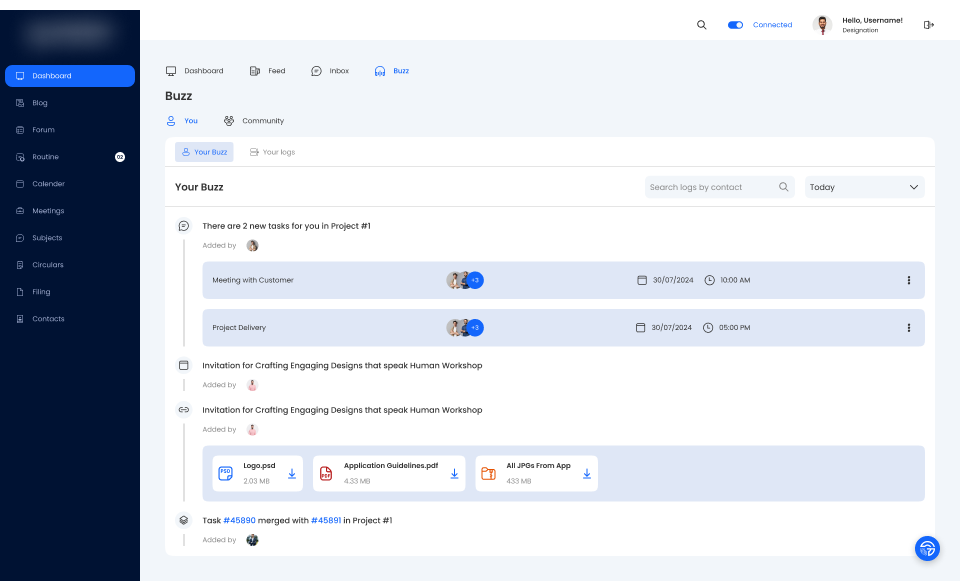 Connected
Hello, Username!
Designation
Dashboard
Blog
Forum
Routine 02
Calender
Meetings
Subjects
Circulars
Filing
Contacts
Dashboard Feed Inbox Buzz
Buzz
You Community
Your Buzz Your logs
Your Buzz Search logs by contact Today
There are 2 new tasks for you in Project #1
Added by
Meeting with Customer +3 30/07/2024 10:00 AM
Project Delivery +3 30/07/2024 05:00 PM
Invitation for Crafting Engaging Designs that speak Human Workshop
Added by
Invitation for Crafting Engaging Designs that speak Human Workshop
Added by
PSD Logo.psd 2.03 MB
PDF Application Guidelines.pdf 4.33 MB
All JPGs From App 433 MB
Task #45890 merged with #45891 in Project #1
Added by